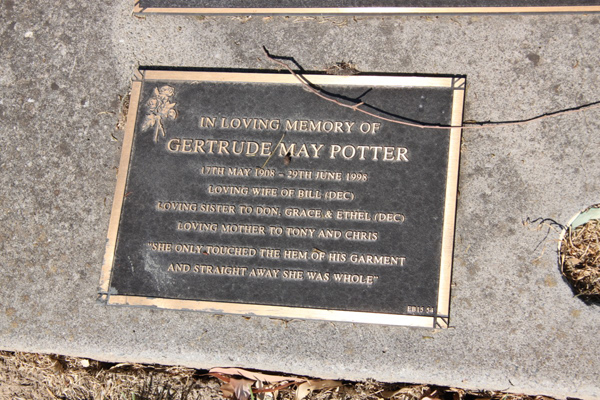 IN LOVING MEMORY OF
GERTRUDE MAY POTTER
17TH MAY 1908 - 29TH JUNE 1998
LOVING WIFE OF BILL (DEC)
LOVING SISTER TO DON, GRACE & ETHEL (DEC)
LOVING MOTHER TO TONY AND CHRIS
"SHE ONLY TOUCHED THE HEM OF HIS GARMENT
AND STRAIGHT AWAY SHE WAS WHOLE"
EB15 54